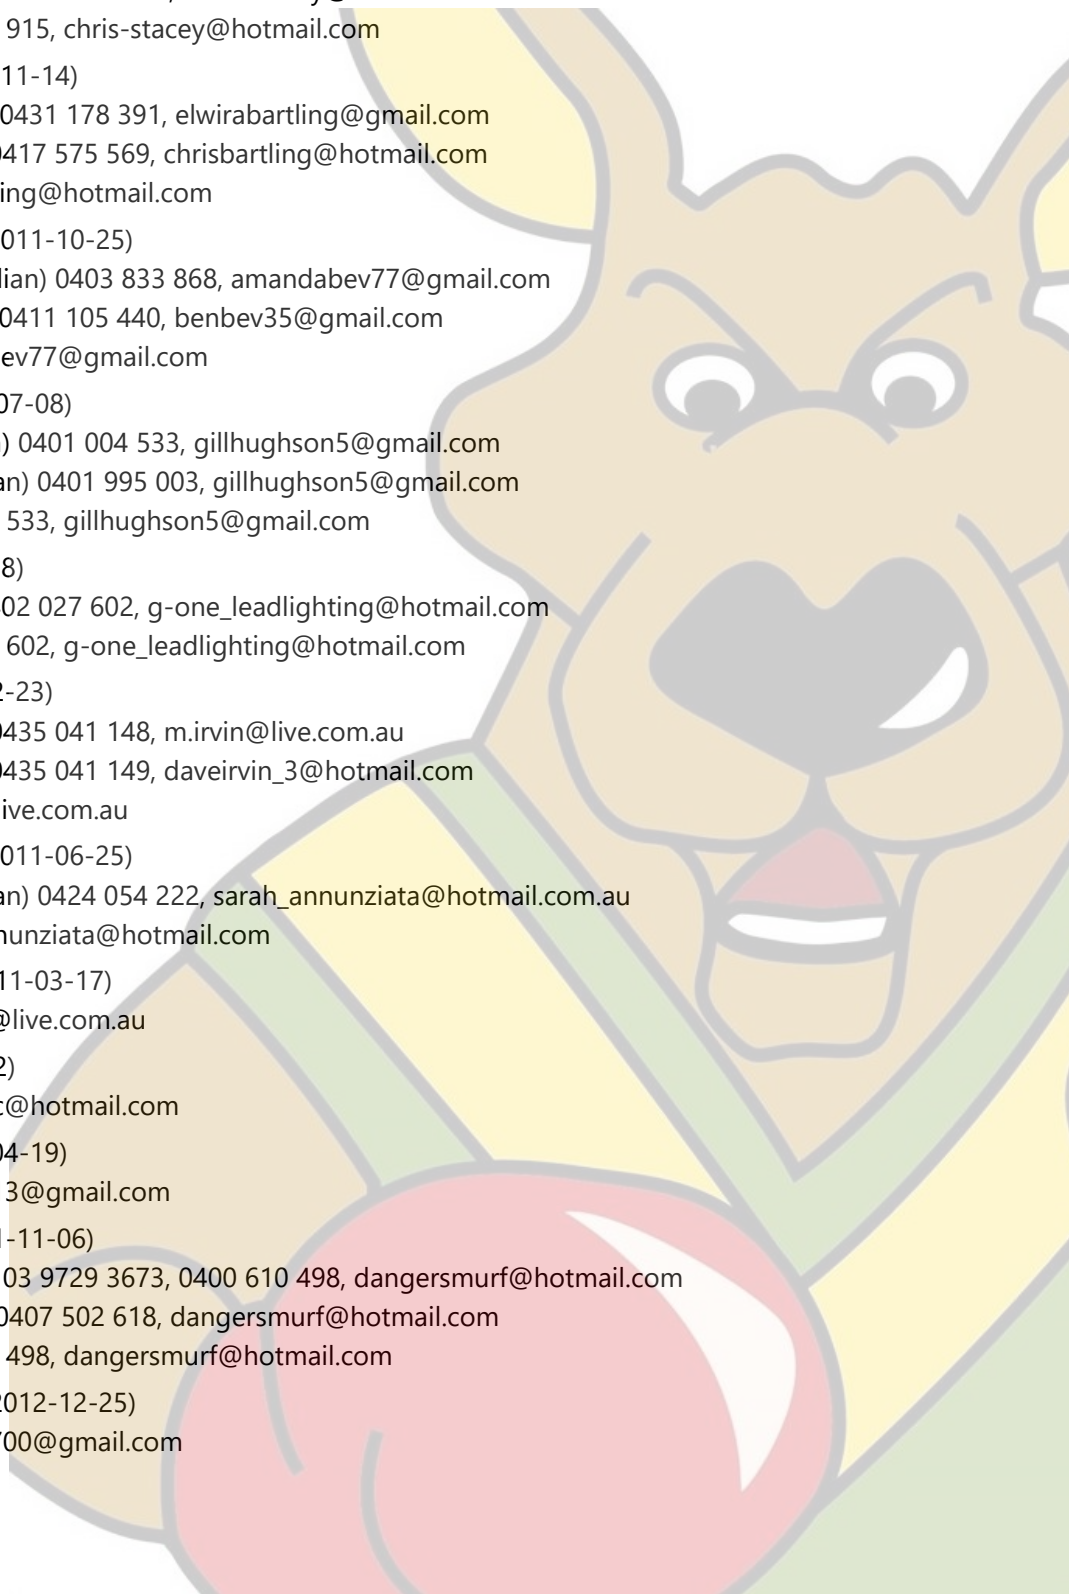 915, chris-stacey@hotmail.com
11-14)
0431 178 391, elwirabartling@gmail.com
0417 575 569, chrisbartling@hotmail.com
ing@hotmail.com
011-10-25)
dian) 0403 833 868, amandabev77@gmail.com
0411 105 440, benbev35@gmail.com
ev77@gmail.com
07-08)
) 0401 004 533, gillhughson5@gmail.com
an) 0401 995 003, gillhughson5@gmail.com
533, gillhughson5@gmail.com
8)
02 027 602, g-one_leadlighting@hotmail.com
602, g-one_leadlighting@hotmail.com
2-23)
0435 041 148, m.irvin@live.com.au
0435 041 149, daveirvin_3@hotmail.com
ive.com.au
011-06-25)
an) 0424 054 222, sarah_annunziata@hotmail.com.au
nunziata@hotmail.com
11-03-17)
@live.com.au
2)
c@hotmail.com
04-19)
3@gmail.com
1-11-06)
03 9729 3673, 0400 610 498, dangersmurf@hotmail.com
0407 502 618, dangersmurf@hotmail.com
498, dangersmurf@hotmail.com
2012-12-25)
700@gmail.com